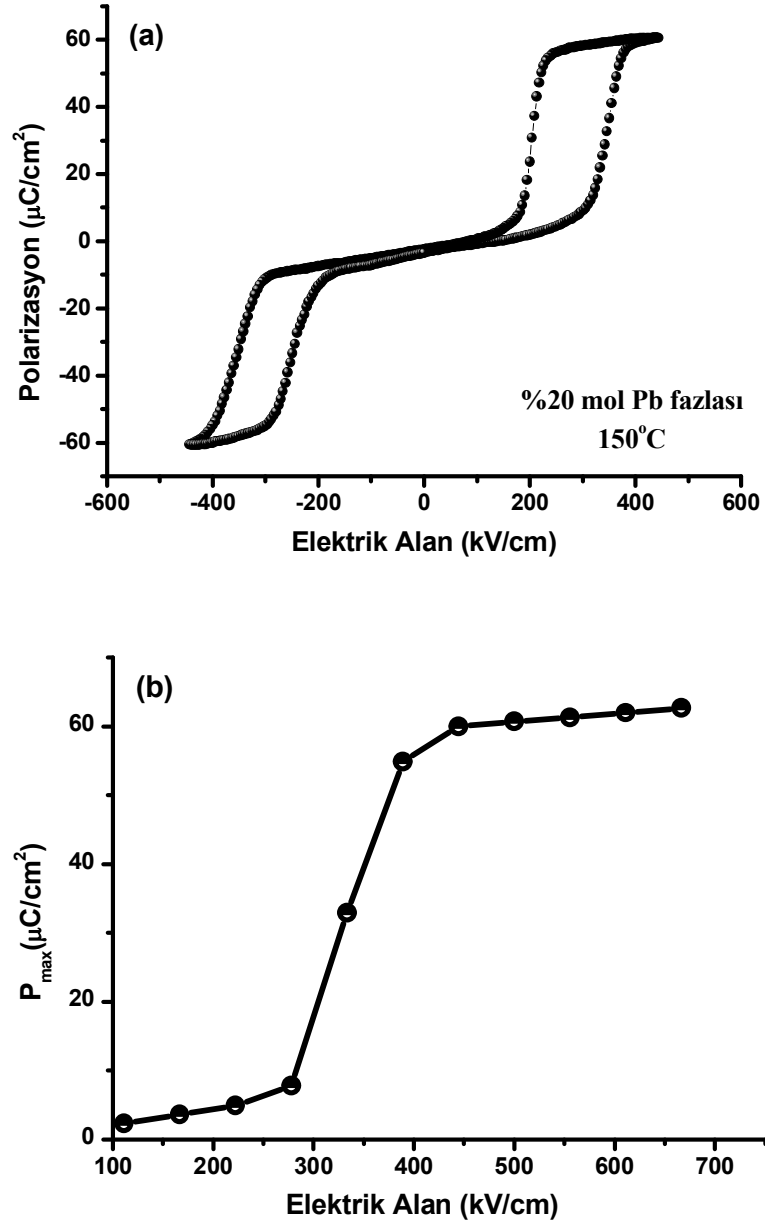 (a)
60
40
20
0
-20
-40
-60
Polarizasyon (μC/cm²)
%20 mol Pb fazlası
150°C
-600 -400 -200 0 200 400 600
Elektrik Alan (kV/cm)
(b)
60
40
20
0
P_max(μC/cm²)
100 200 300 400 500 600 700
Elektrik Alan (kV/cm)